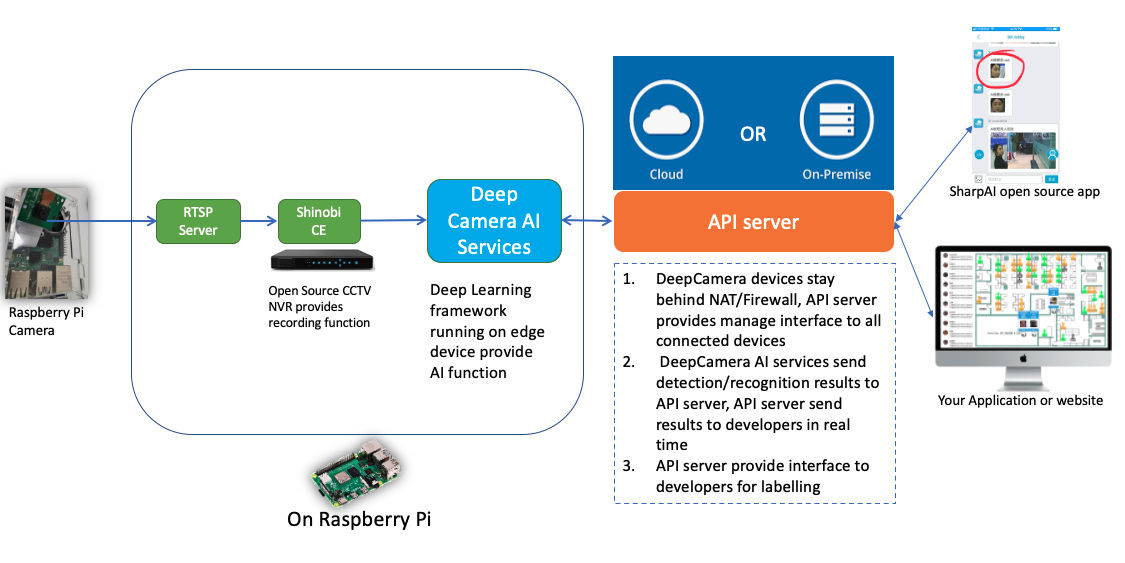 SharpAI open source app
Cloud
OR
On-Premise
RTSP
Server
Shinobi
CE
Deep
Camera AI
Services
API server
Raspberry Pi
Camera
Open Source CCTV
NVR provides
recording function
Deep Learning
framework
running on edge
device provide
AI function
1. DeepCamera devices stay
behind NAT/Firewall, API server
provides manage interface to all
connected devices
2. DeepCamera AI services send
detection/recognition results to
API server, API server send
results to developers in real
time
3. API server provide interface to
developers for labelling
Your Application or website
On Raspberry Pi